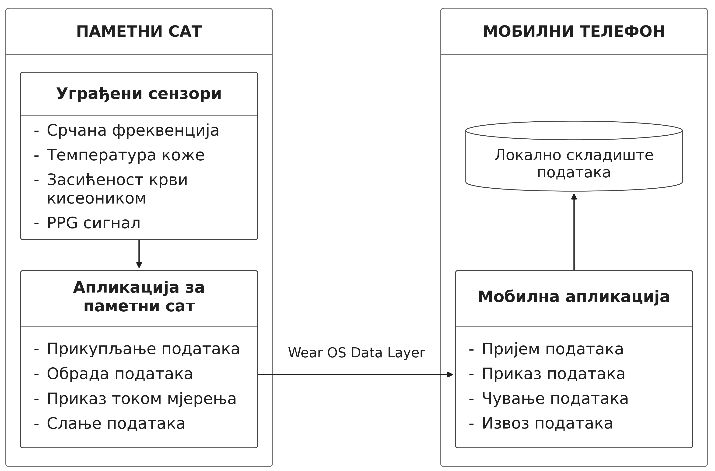 ПАМЕТНИ САТ
Уграђени сензори
- Срчана фреквенција
- Температура коже
- Засићеност крви
кисеоником
- PPG сигнал
Апликација за
паметни сат
- Прикупљање података
- Обрада података
- Приказ током мјерења
- Слање података
Wear OS Data Layer
МОБИЛНИ ТЕЛЕФОН
Локално складиште
података
Мобилна апликација
- Пријем података
- Приказ података
- Чување података
- Извоз података